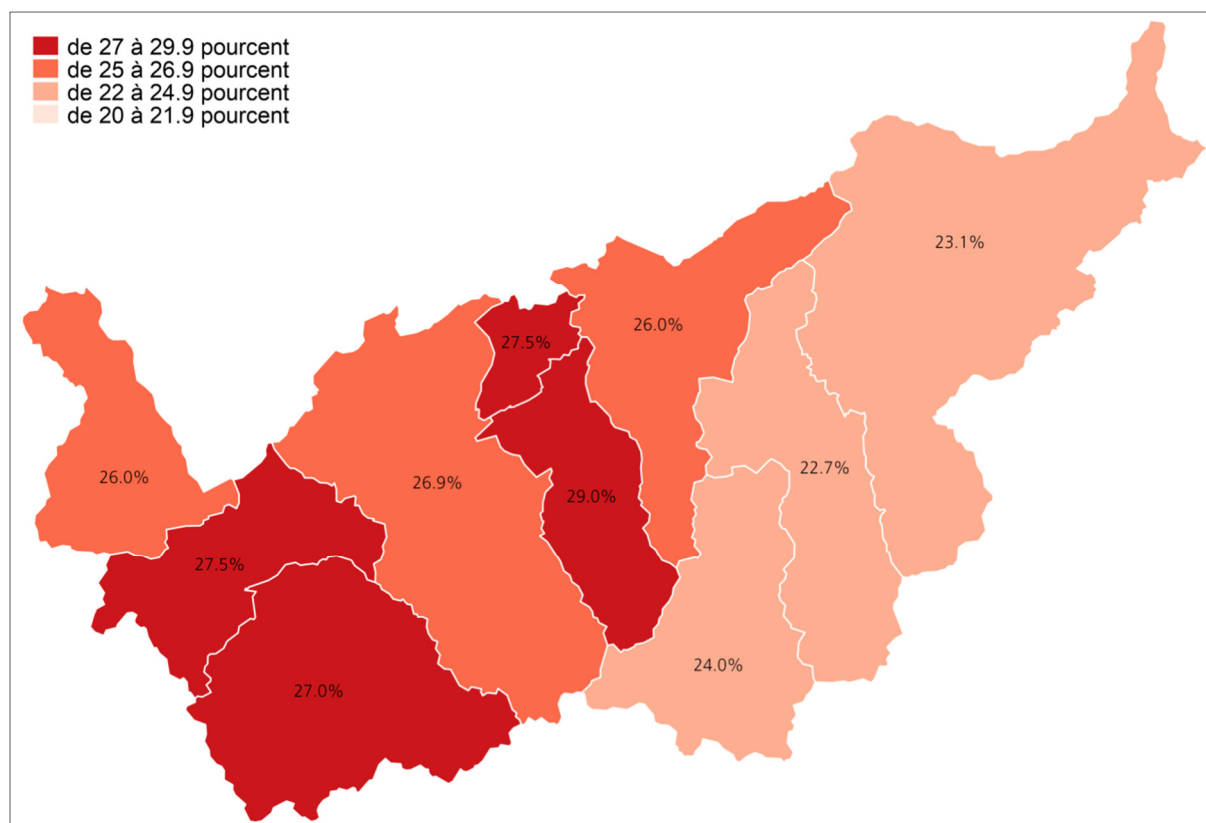 de 27 à 29.9 pourcent
de 25 à 26.9 pourcent
de 22 à 24.9 pourcent
de 20 à 21.9 pourcent
23.1%
26.0%
27.5%
22.7%
26.0%
26.9%
29.0%
27.5%
24.0%
27.0%